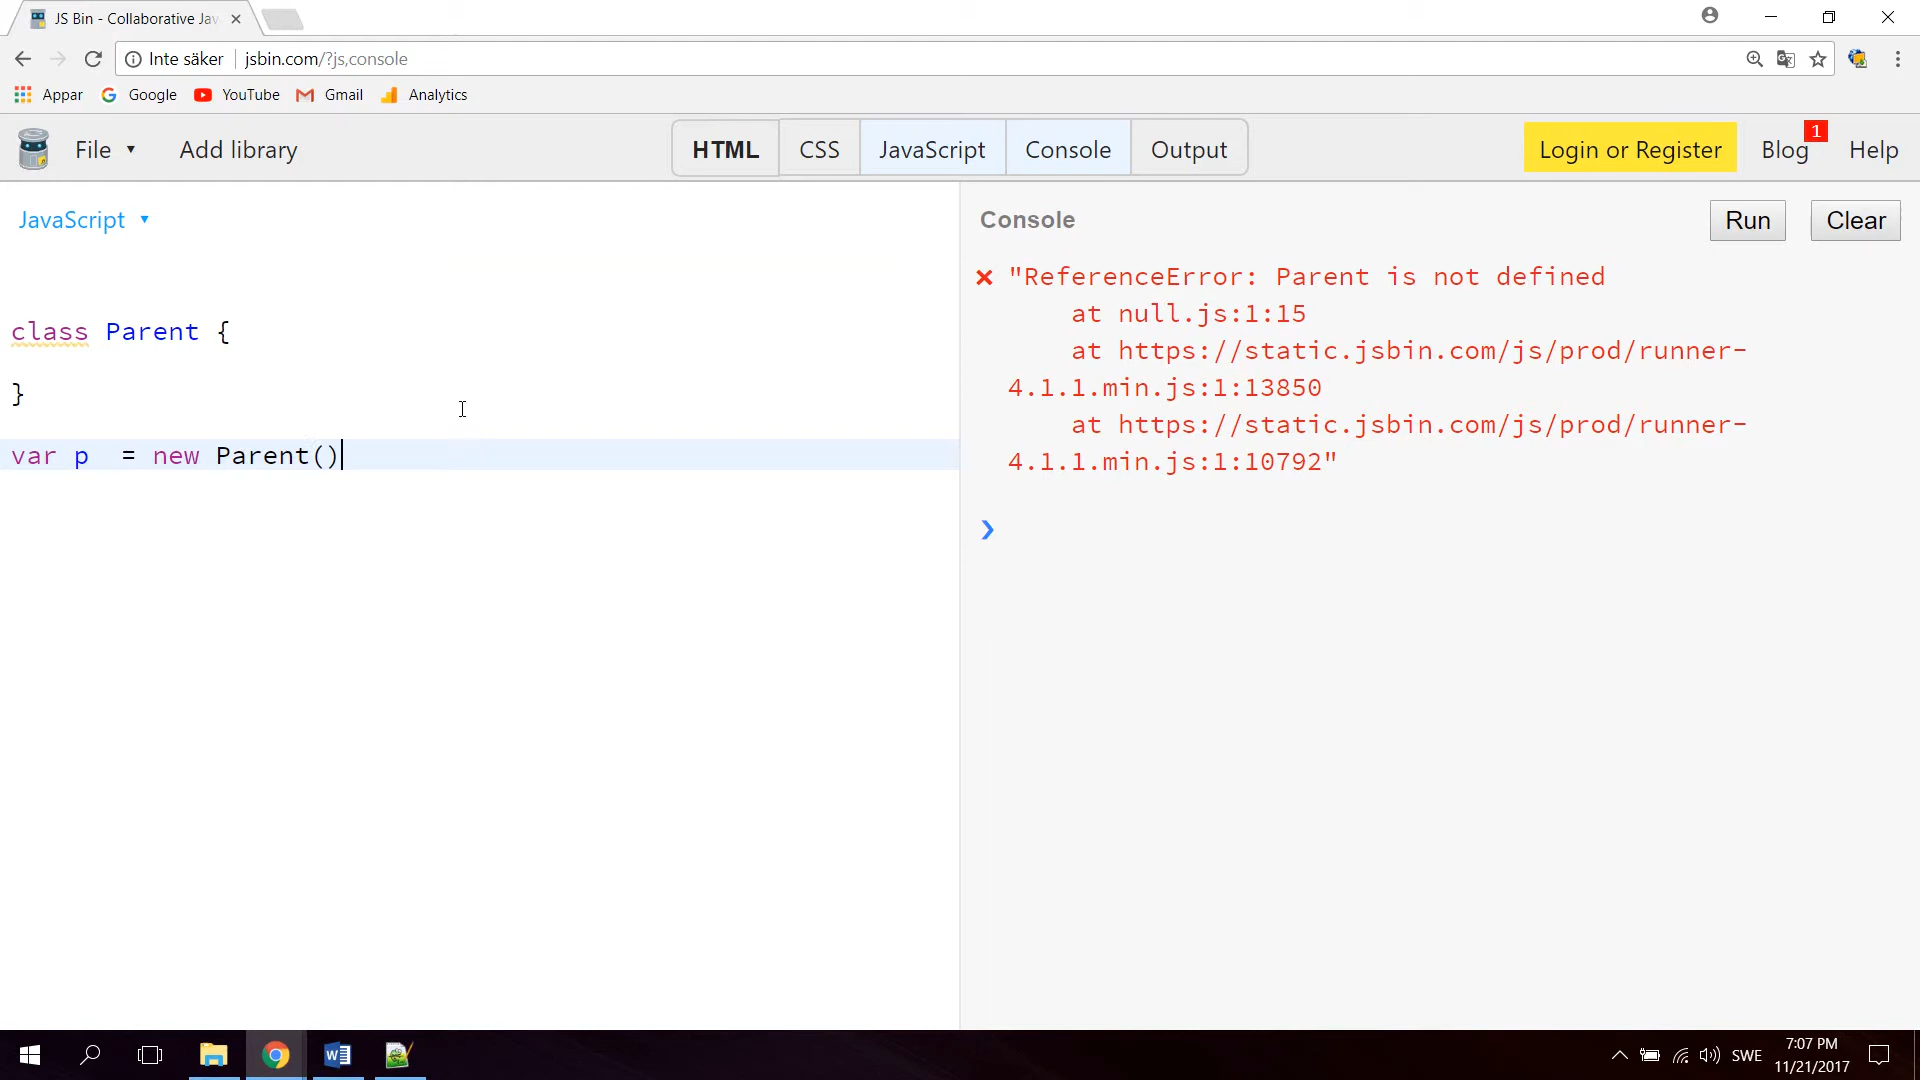 JS Bin - Collaborative Jav
Inte säker
jsbin.com/?js,console
Appar
Google
YouTube
Gmail
Analytics
File
Add library
HTML
CSS
JavaScript
Console
Output
Login or Register
Blog
1
Help
JavaScript
Console
Run
Clear
class Parent {
}
var p  = new Parent()
"ReferenceError: Parent is not defined
at null.js:1:15
at https://static.jsbin.com/js/prod/runner-
4.1.1.min.js:1:13850
at https://static.jsbin.com/js/prod/runner-
4.1.1.min.js:1:10792"
SWE
7:07 PM
11/21/2017